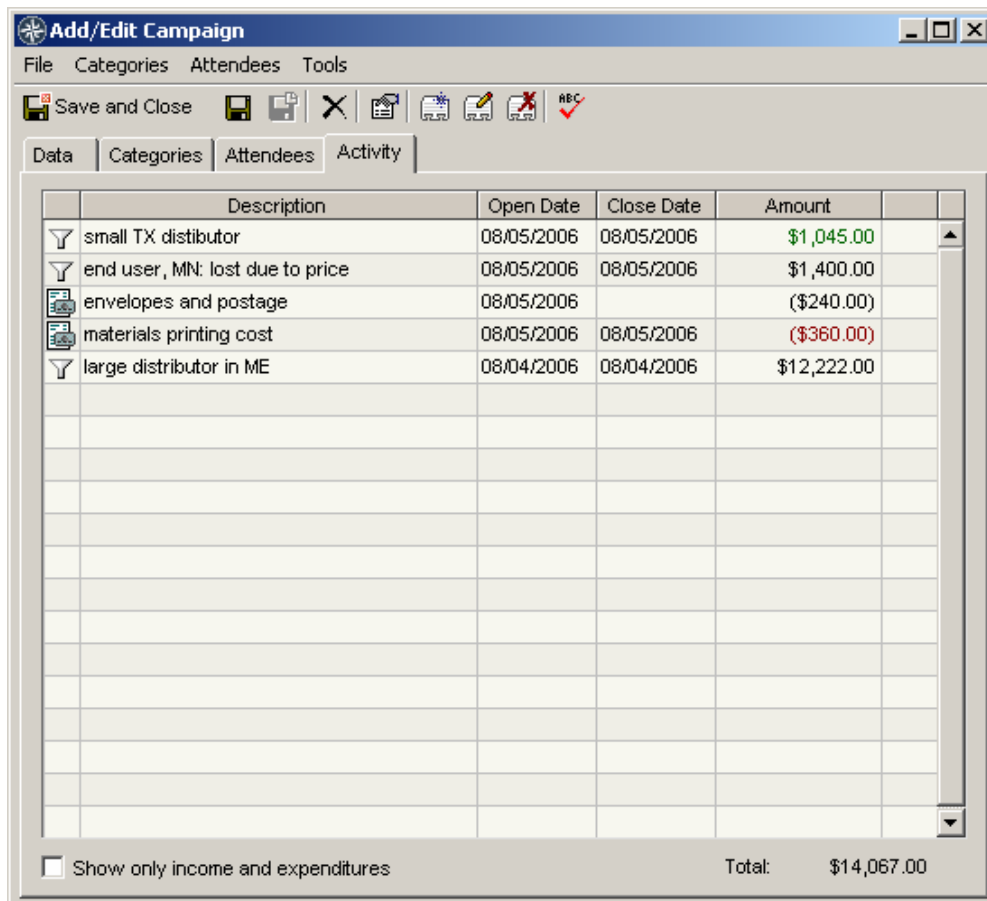 Add/Edit Campaign
File Categories Attendees Tools
Save and Close ABC
Data Categories Attendees Activity
Description Open Date Close Date Amount
small TX distibutor 08/05/2006 08/05/2006 $1,045.00
end user, MN: lost due to price 08/05/2006 08/05/2006 $1,400.00
envelopes and postage 08/05/2006 ($240.00)
materials printing cost 08/05/2006 08/05/2006 ($360.00)
large distributor in ME 08/04/2006 08/04/2006 $12,222.00
Show only income and expenditures Total: $14,067.00